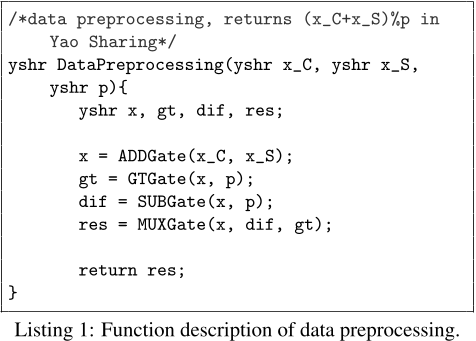 /*data preprocessing, returns (x_C+x_S)%p in
Yao Sharing*/
yshr DataPreprocessing(yshr x_C, yshr x_S,
yshr p){
yshr x, gt, dif, res;
x = ADDGate(x_C, x_S);
gt = GTGate(x, p);
dif = SUBGate(x, p);
res = MUXGate(x, dif, gt);
return res;
}
Listing 1: Function description of data preprocessing.